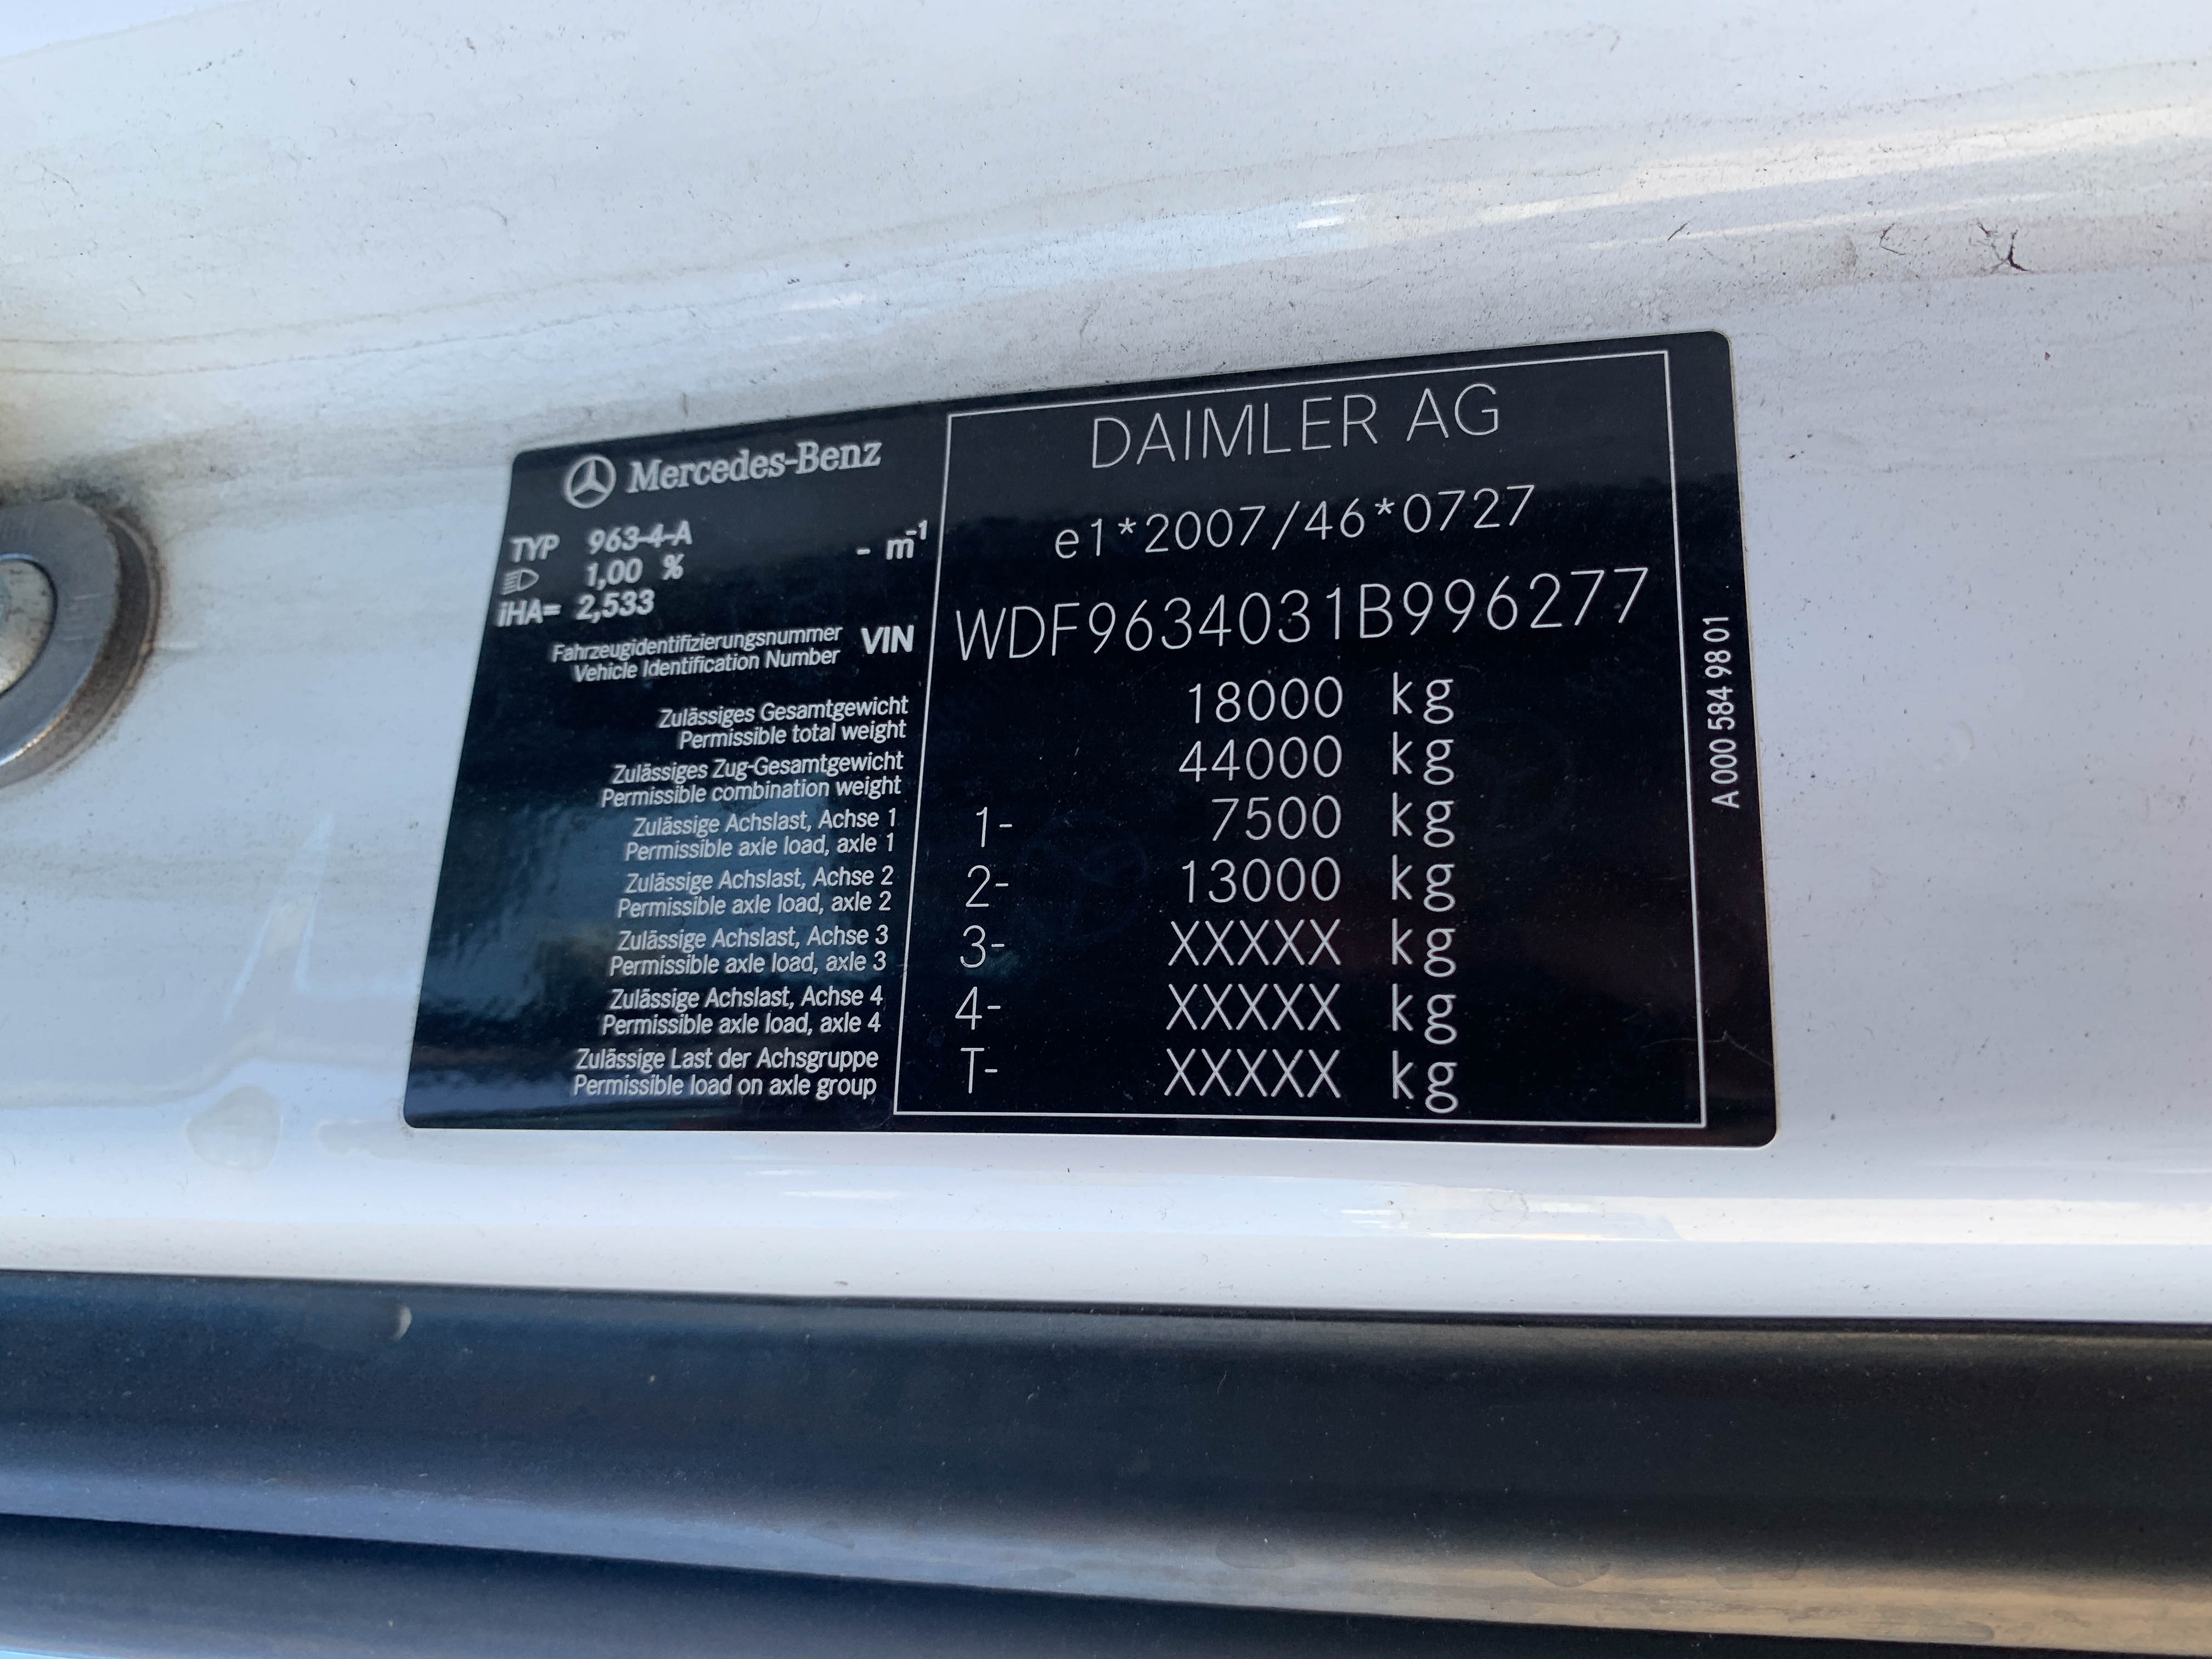 Mercedes-Benz
TYP 963-4-A
1,00 % - m-1
iHA= 2,533
DAIMLER AG
e1*2007/46*0727
Fahrzeugidentifizierungsnummer
Vehicle Identification Number
VIN WDF9634031B996277
Zulässiges Gesamtgewicht
Permissible total weight
18000 kg
Zulässiges Zug-Gesamtgewicht
Permissible combination weight
44000 kg
Zulässige Achslast, Achse 1
Permissible axle load, axle 1
1- 7500 kg
Zulässige Achslast, Achse 2
Permissible axle load, axle 2
2- 13000 kg
Zulässige Achslast, Achse 3
Permissible axle load, axle 3
3- XXXXX kg
Zulässige Achslast, Achse 4
Permissible axle load, axle 4
4- XXXXX kg
Zulässige Last der Achsgruppe
Permissible load on axle group
T- XXXXX kg
A 000 584 98 01